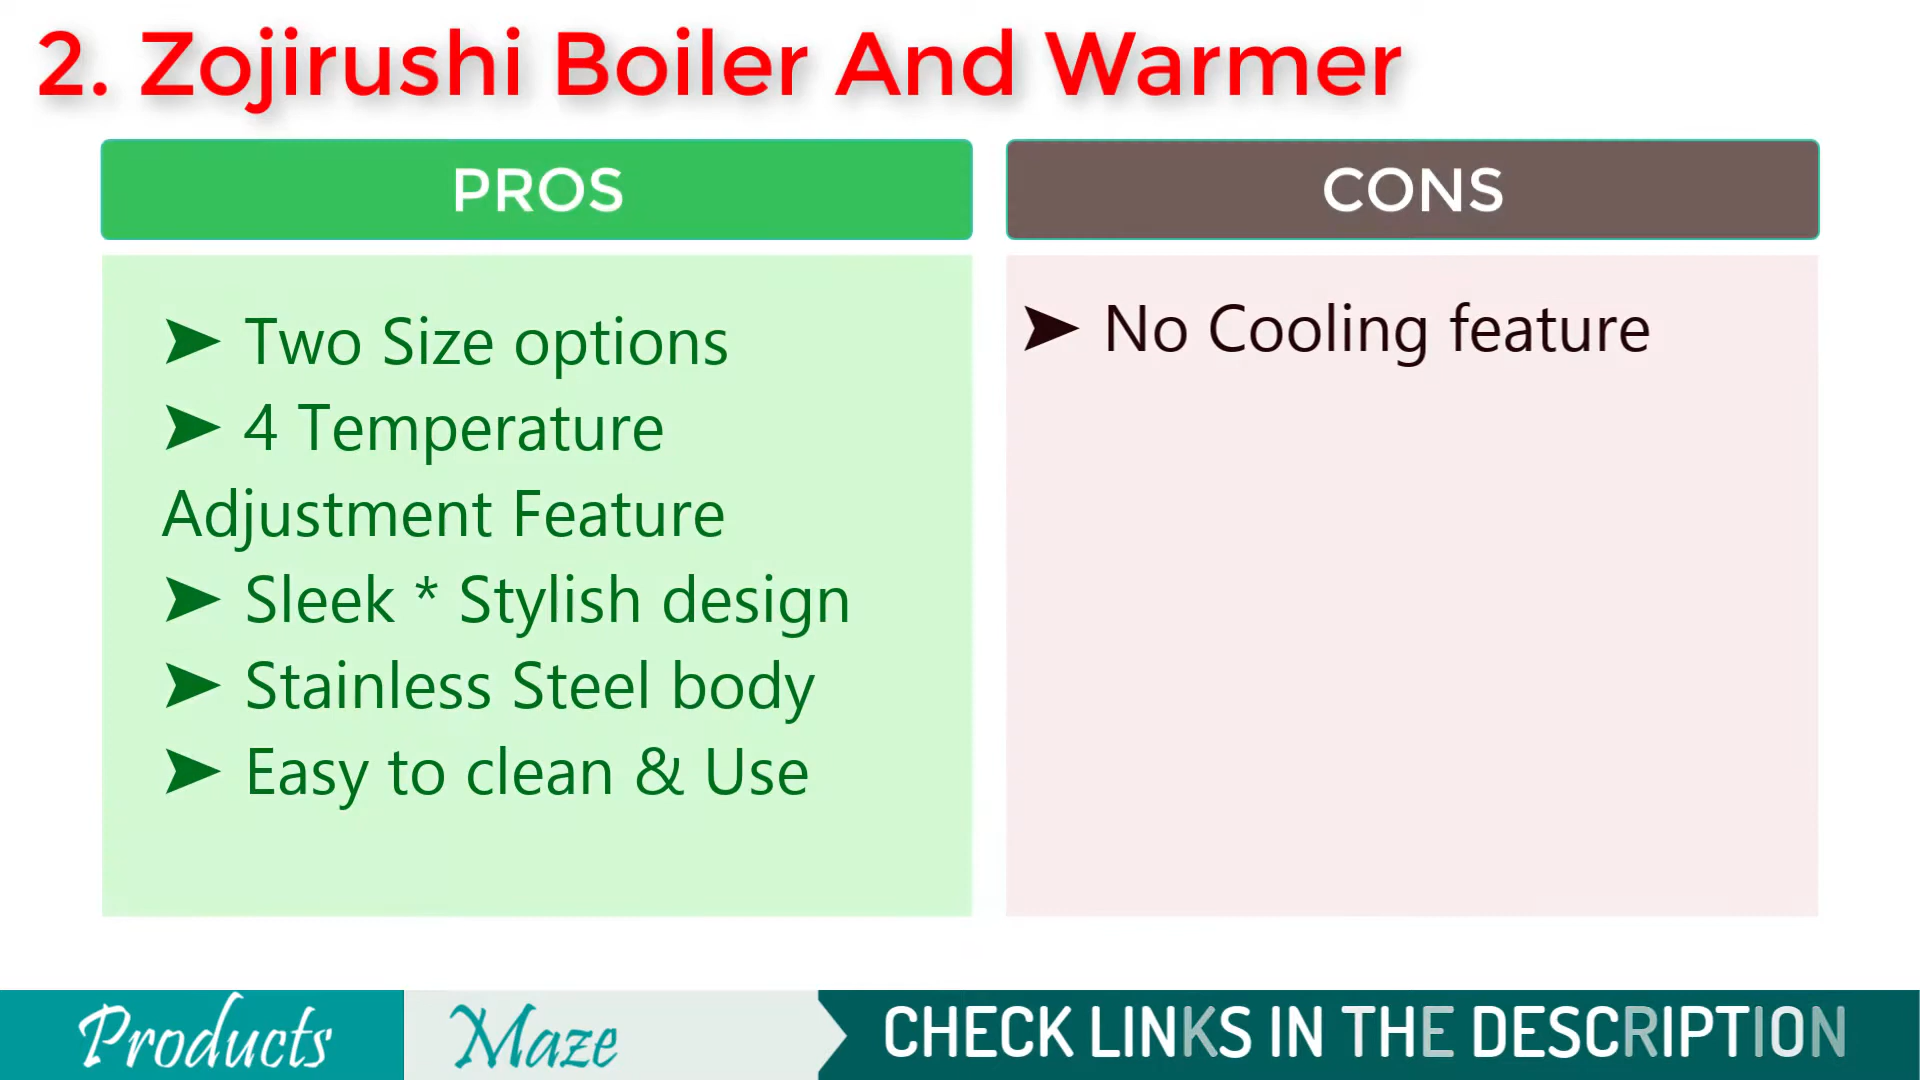 2. Zojirushi Boiler And Warmer
PROS
➤ Two Size options
➤ 4 Temperature
Adjustment Feature
➤ Sleek * Stylish design
➤ Stainless Steel body
➤ Easy to clean & Use
CONS
➤ No Cooling feature
Products Maze
CHECK LINKS IN THE DESCRIPTION